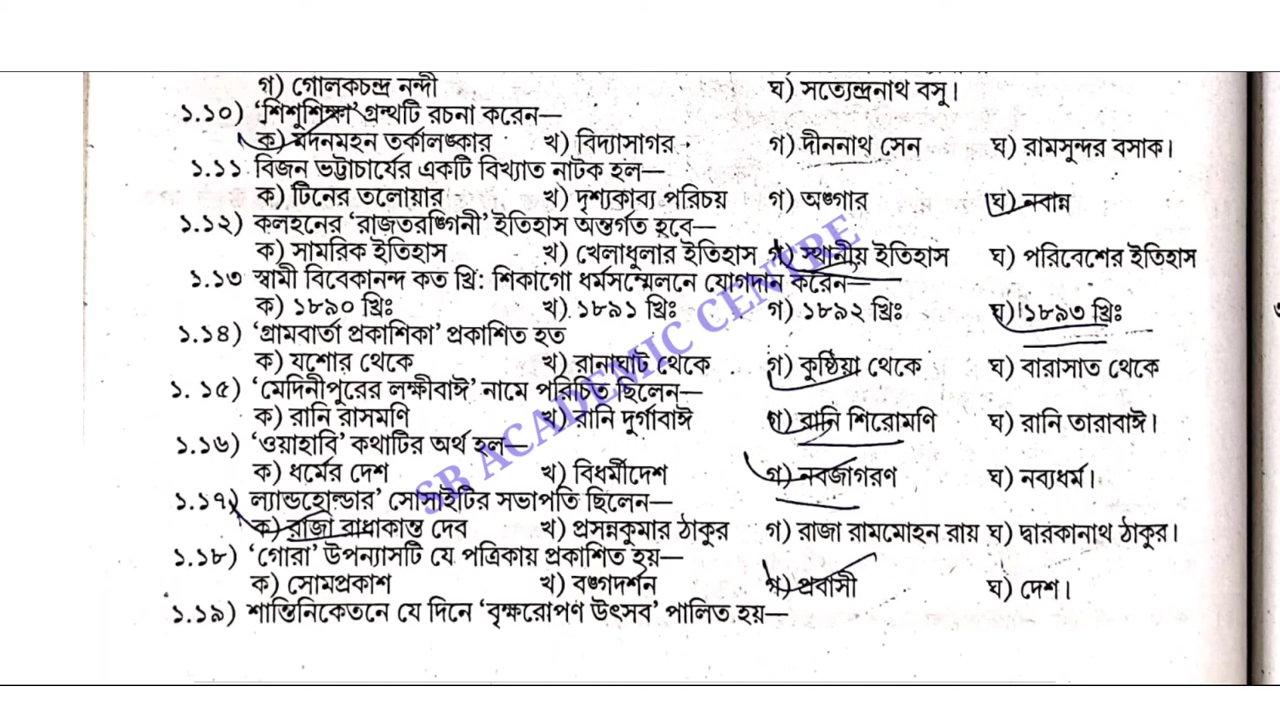 গ) গোলকচন্দ্র নন্দী ঘ) সত্যেন্দ্রনাথ বসু।
১.১০) ‘শিশুশিক্ষা’ গ্রন্থটি রচনা করেন—
ক) মদনমহন তর্কালঙ্কার খ) বিদ্যাসাগর গ) দীননাথ সেন ঘ) রামসুন্দর বসাক।
১.১১ বিজন ভট্টাচার্যের একটি বিখ্যাত নাটক হল—
ক) টিনের তলোয়ার খ) দৃশ্যকাব্য পরিচয় গ) অঙ্গার ঘ) নবান্ন
১.১২) কলহনের ‘রাজতরঙ্গিনী’ ইতিহাস অন্তর্গত হবে—
ক) সামরিক ইতিহাস খ) খেলাধুলার ইতিহাস গ) স্থানীয় ইতিহাস ঘ) পরিবেশের ইতিহাস
১.১৩ স্বামী বিবেকানন্দ কত খ্রি: শিকাগো ধর্মসম্মেলনে যোগদান করেন—
ক) ১৮৯০ খ্রিঃ খ) ১৮৯১ খ্রিঃ গ) ১৮৯২ খ্রিঃ ঘ) ১৮৯৩ খ্রিঃ
১.১৪) ‘গ্রামবার্তা প্রকাশিকা’ প্রকাশিত হত
ক) যশোর থেকে খ) রানাঘাট থেকে গ) কুষ্ঠিয়া থেকে ঘ) বারাসাত থেকে
১. ১৫) ‘মেদিনীপুরের লক্ষীবাঈ’ নামে পরিচিত ছিলেন—
ক) রানি রাসমণি খ) রানি দুর্গাবাঈ গ) রানি শিরোমণি ঘ) রানি তারাবাঈ।
১.১৬) ‘ওয়াহাবি’ কথাটির অর্থ হল—
ক) ধর্মের দেশ খ) বিধর্মীদেশ গ) নবজাগরণ ঘ) নব্যধর্ম।
১.১৭) ল্যান্ডহোল্ডার’ সোসাইটির সভাপতি ছিলেন—
ক) রাজা রাধাকান্ত দেব খ) প্রসন্নকুমার ঠাকুর গ) রাজা রামমোহন রায় ঘ) দ্বারকানাথ ঠাকুর।
১.১৮) ‘গোরা’ উপন্যাসটি যে পত্রিকায় প্রকাশিত হয়—
ক) সোমপ্রকাশ খ) বঙ্গদর্শন গ) প্রবাসী ঘ) দেশ।
১.১৯) শান্তিনিকেতনে যে দিনে ‘বৃক্ষরোপণ উৎসব’ পালিত হয়—
SB ACADEMIC CENTRE